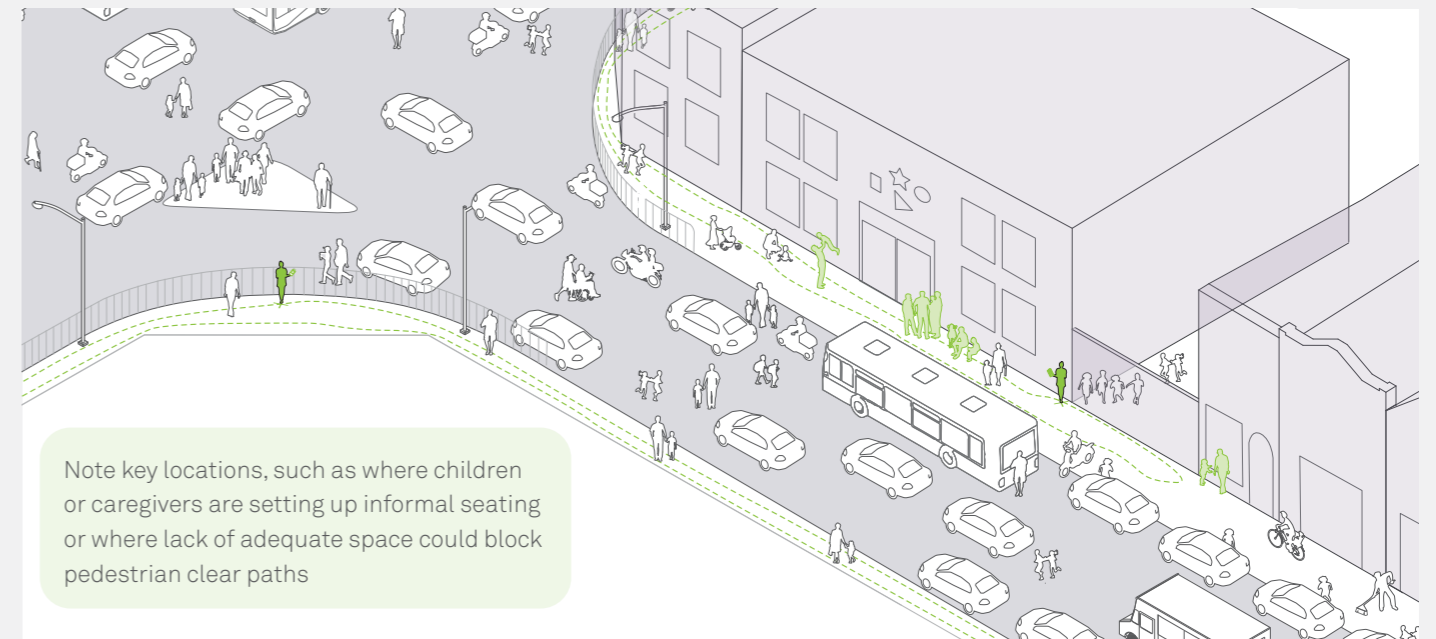 Note key locations, such as where children
or caregivers are setting up informal seating
or where lack of adequate space could block
pedestrian clear paths